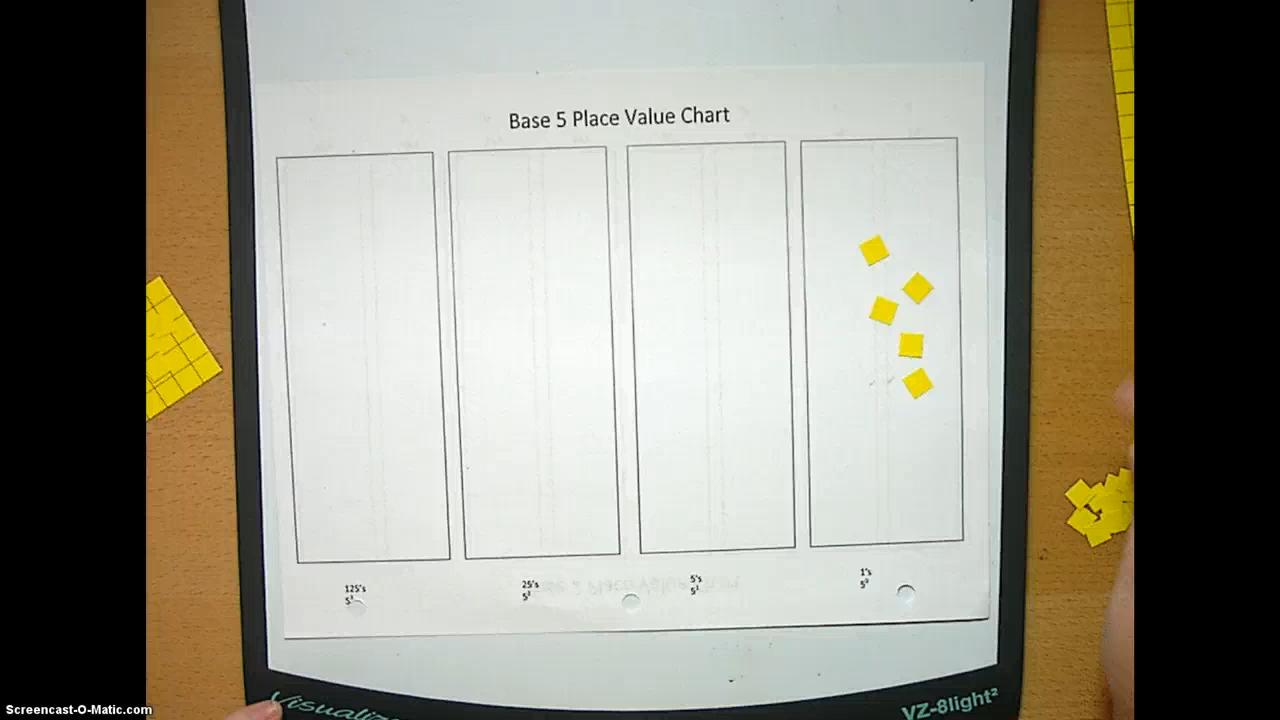 Base 5 Place Value Chart
125's
5³
25's
5²
5's
5¹
1's
5⁰
VZ-8light²
Screencast-O-Matic.com